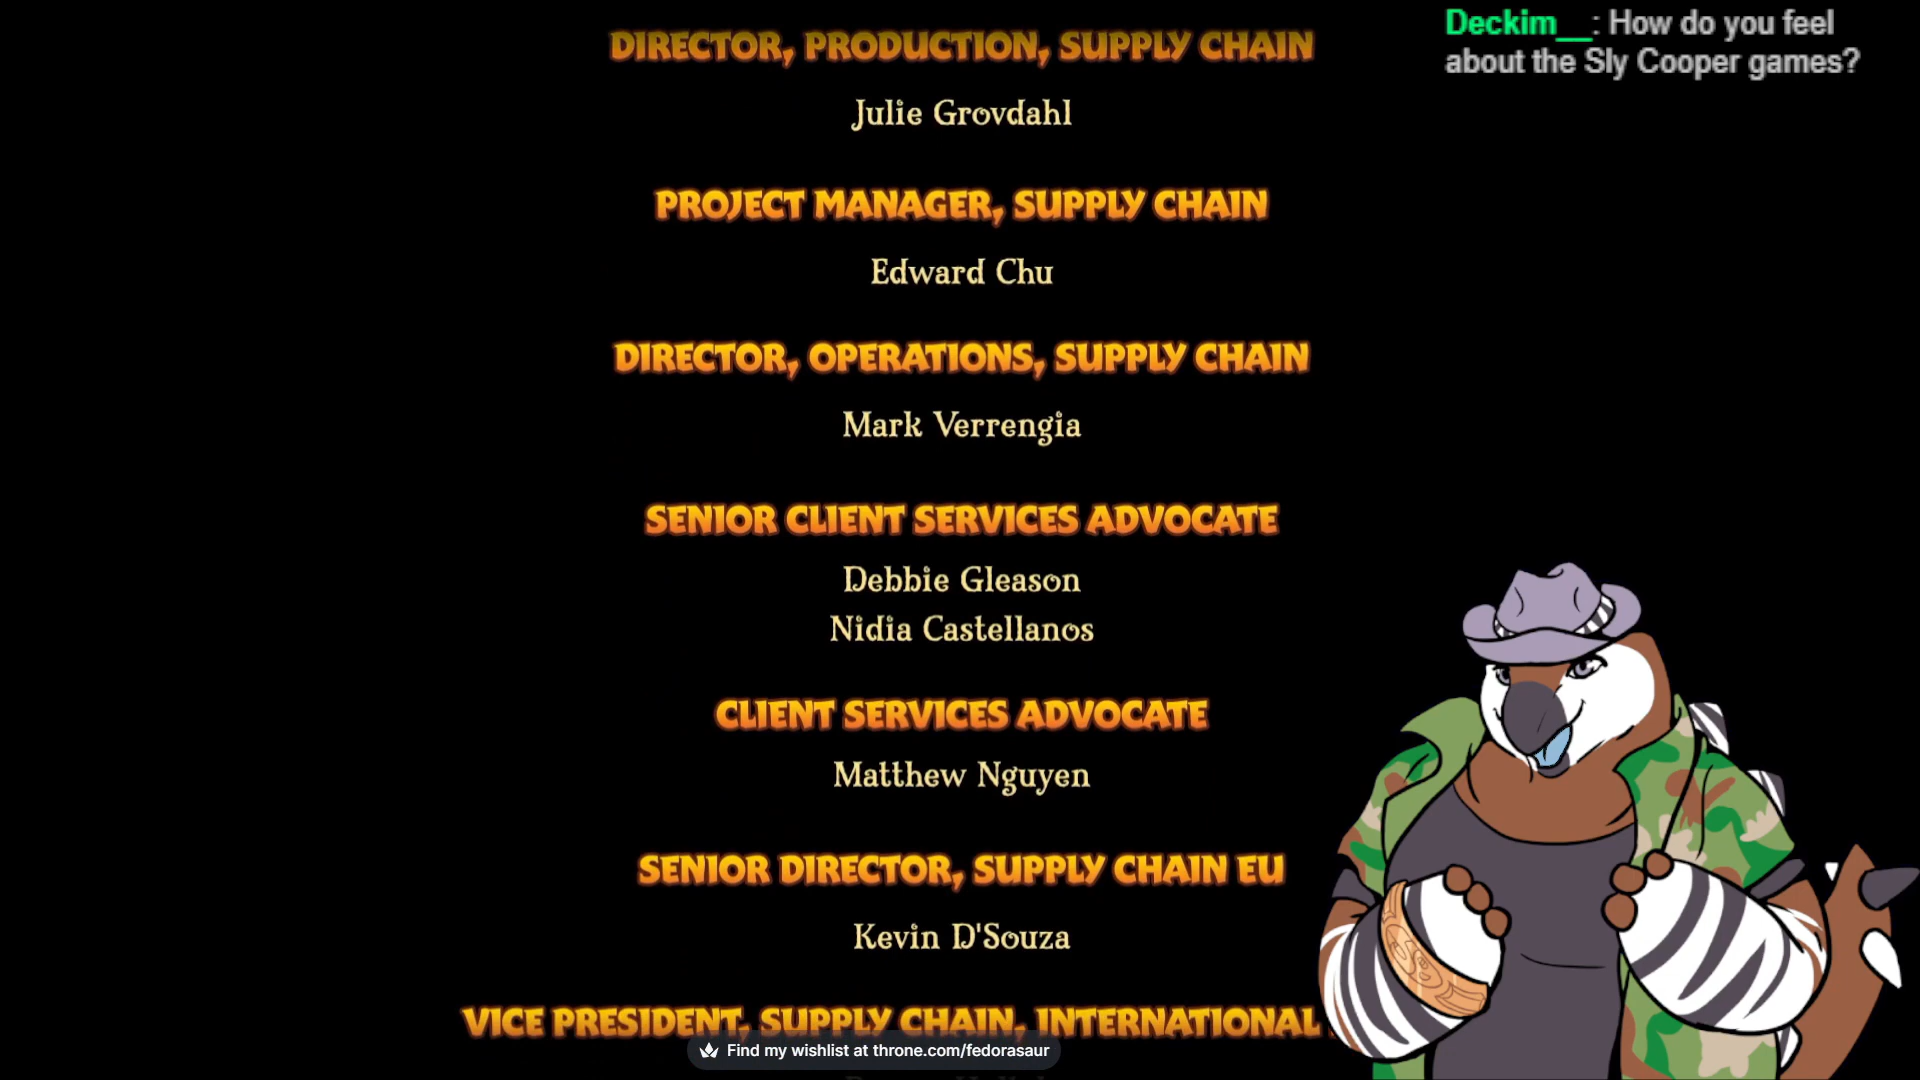 DIRECTOR, PRODUCTION, SUPPLY CHAIN
Julie Grovdahl
PROJECT MANAGER, SUPPLY CHAIN
Edward Chu
DIRECTOR, OPERATIONS, SUPPLY CHAIN
Mark Verrengia
SENIOR CLIENT SERVICES ADVOCATE
Debbie Gleason
Nidia Castellanos
CLIENT SERVICES ADVOCATE
Matthew Nguyen
SENIOR DIRECTOR, SUPPLY CHAIN EU
Kevin D'Souza
VICE PRESIDENT, SUPPLY CHAIN, INTERNATIONAL
Find my wishlist at throne.com/fedorasaur
Deckim__: How do you feel
about the Sly Cooper games?